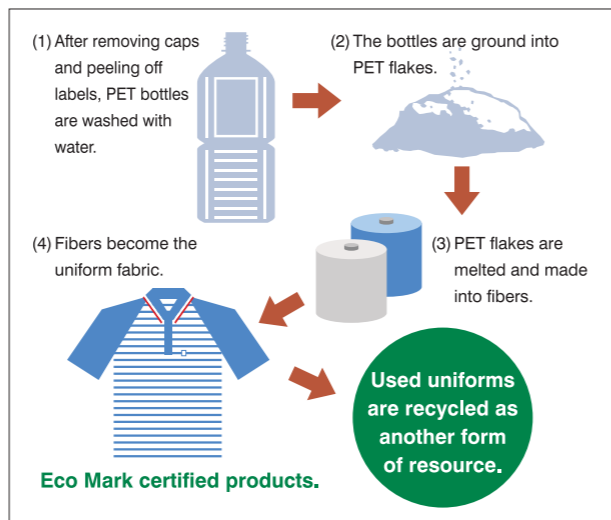 (1) After removing caps
and peeling off
labels, PET bottles
are washed with
water.
(2) The bottles are ground into
PET flakes.
(3) PET flakes are
melted and made
into fibers.
(4) Fibers become the
uniform fabric.
Eco Mark certified products.
Used uniforms
are recycled as
another form
of resource.